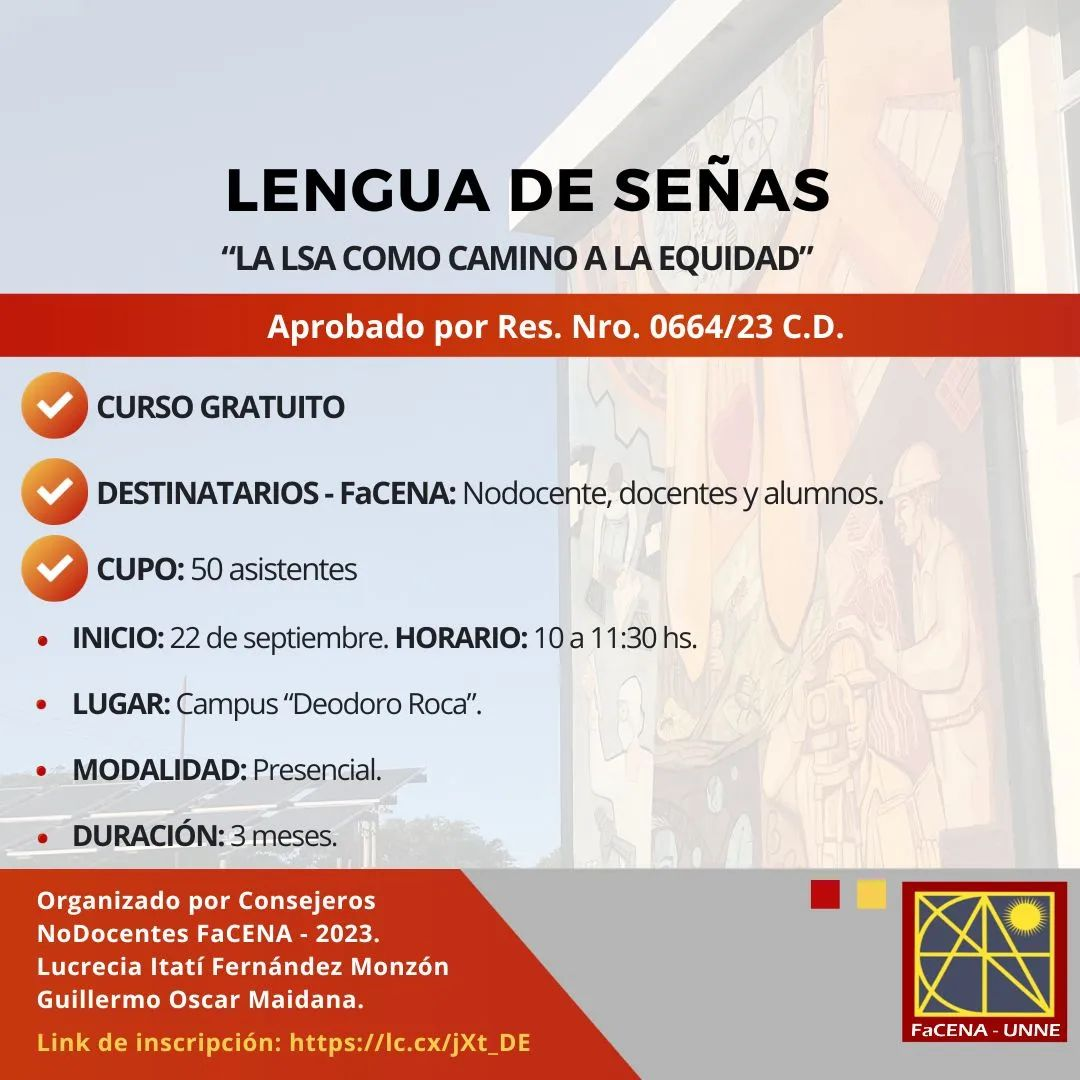 LENGUA DE SEÑAS
“LA LSA COMO CAMINO A LA EQUIDAD”
Aprobado por Res. Nro. 0664/23 C.D.
CURSO GRATUITO
DESTINATARIOS - FaCENA: Nodocente, docentes y alumnos.
CUPO: 50 asistentes
INICIO: 22 de septiembre. HORARIO: 10 a 11:30 hs.
LUGAR: Campus “Deodoro Roca”.
MODALIDAD: Presencial.
DURACIÓN: 3 meses.
Organizado por Consejeros
NoDocentes FaCENA - 2023.
Lucrecia Itatí Fernández Monzón
Guillermo Oscar Maidana.
Link de inscripción: https://lc.cx/jXt_DE
FaCENA - UNNE